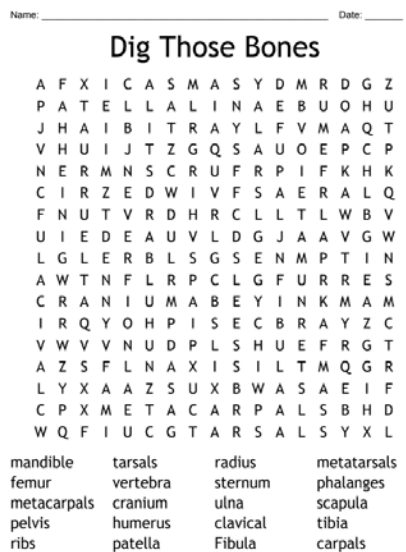 Name: Date:
Dig Those Bones
A F X I C A S M A S Y D M R D G Z
P A T E L L A L I N A E B U O H U
J H A I B I T R A Y L F V M A Q T
V H U I J T Z G Q S A U O E P C P
N E R M N S C R U F R P I F K H K
C I R Z E D W I V F S A E R A L Q
F N U T V R D H R C L L T L W B V
U I E D E A U V L D G J A A V G W
L G L E R B L S G S E N M P T I N
A W T N F L R P C L G F U R R E S
C R A N I U M A B E Y I N K M A M
I R Q Y O H P I S E C B R A Y Z C
V W V V N U D P L S H U E F R G T
A Z S F L N A X I S I L T M Q G R
L Y X A A Z S U X B W A S A E I F
C P X M E T A C A R P A L S B H D
W Q F I U C G T A R S A L S Y X L
mandible tarsals radius metatarsals
femur vertebra sternum phalanges
metacarpals cranium ulna scapula
pelvis humerus clavical tibia
ribs patella Fibula carpals